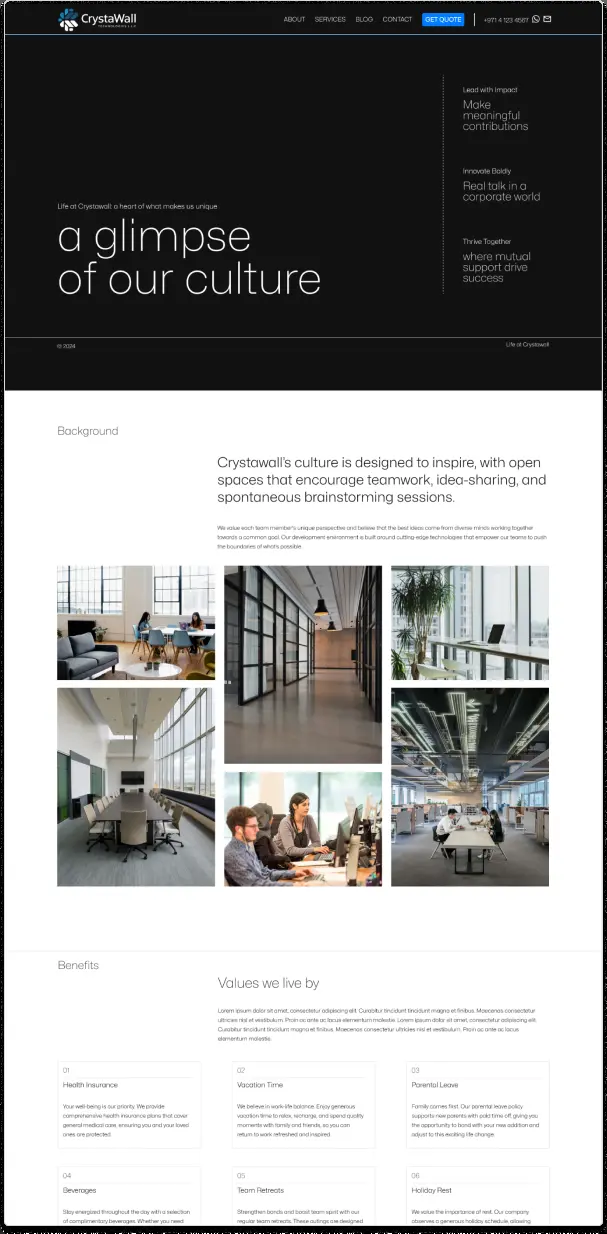 CrystaWall
TECHNOLOGIES L.L.C
ABOUT SERVICES BLOG CONTACT GET QUOTE +971 4 123 4567
Lead with Impact
Make
meaningful
contributions
Innovate Boldly
Real talk in a
corporate world
Thrive Together
where mutual
support drive
success
Life at Crystawall: a heart of what makes us unique
a glimpse
of our culture
© 2024
Life at Crystawall
Background
Crystawall's culture is designed to inspire, with open
spaces that encourage teamwork, idea-sharing, and
spontaneous brainstorming sessions.
We value each team member's unique perspective and believe that the best ideas come from diverse minds working together
towards a common goal. Our development environment is built around cutting-edge technologies that empower our teams to push
the boundaries of what's possible.
Benefits
Values we live by
Lorem ipsum dolor sit amet, consectetur adipiscing elit. Curabitur tincidunt tincidunt magna et finibus. Maecenas consectetur
ultricies nisl et vestibulum. Proin ac ante ac lacus elementum molestie. Lorem ipsum dolor sit amet, consectetur adipiscing elit.
Curabitur tincidunt tincidunt magna et finibus. Maecenas consectetur ultricies nisl et vestibulum. Proin ac ante ac lacus
elementum molestie.
01
Health Insurance
Your well-being is our priority. We provide
comprehensive health insurance plans that cover
general medical care, ensuring you and your loved
ones are protected.
02
Vacation Time
We believe in work-life balance. Enjoy generous
vacation time to relax, recharge, and spend quality
moments with family and friends, so you can
return to work refreshed and inspired.
03
Parental Leave
Family comes first. Our parental leave policy
supports new parents with paid time off, giving you
the opportunity to bond with your new addition and
adjust to this exciting life change.
04
Beverages
Stay energized throughout the day with a selection
of complimentary beverages. Whether you need
05
Team Retreats
Strengthen bonds and boost team spirit with our
regular team retreats. These outings are designed
06
Holiday Rest
We value the importance of rest. Our company
observes a generous holiday schedule, allowing